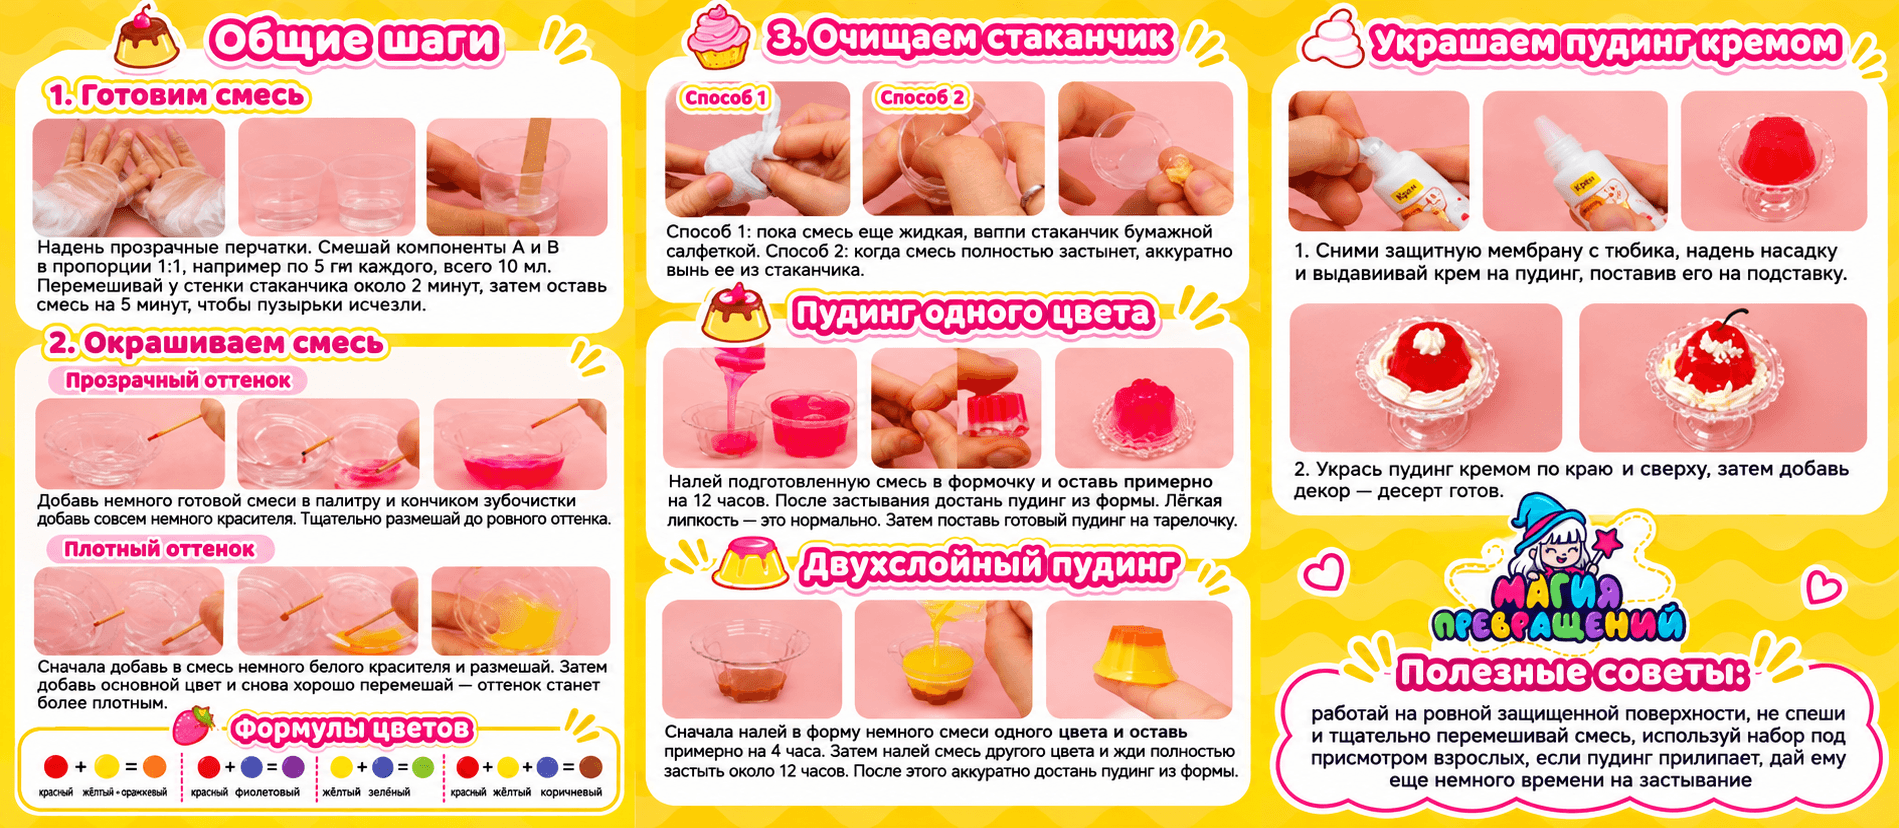 Общие шаги
1. Готовим смесь
Надень прозрачные перчатки. Смешай компоненты А и В
в пропорции 1:1, например по 5 гм каждого, всего 10 мл.
Перемешивай у стенки стаканчика около 2 минут, затем оставь
смесь на 5 минут, чтобы пузырьки исчезли.
2. Окрашиваем смесь
Прозрачный оттенок
Добавь немного готовой смеси в палитру и кончиком зубочистки
добавь совсем немного красителя. Тщательно размешай до ровного оттенка.
Плотный оттенок
Сначала добавь в смесь немного белого красителя и размешай. Затем
добавь основной цвет и снова хорошо перемешай — оттенок станет
более плотным.
Формулы цветов
+ = + = + = + + =
красный жёлтый - оранжевый красный фиолетовый жёлтый зелёный красный жёлтый коричневый
3. Очищаем стаканчик
Способ 1 Способ 2
Способ 1: пока смесь еще жидкая, вытпи стаканчик бумажной
салфеткой. Способ 2: когда смесь полностью застынет, аккуратно
вынь ее из стаканчика.
Пудинг одного цвета
Налей подготовленную смесь в формочку и оставь примерно
на 12 часов. После застывания достань пудинг из формы. Лёгкая
липкость — это нормально. Затем поставь готовый пудинг на тарелочку.
Двухслойный пудинг
Сначала налей в форму немного смеси одного цвета и оставь
примерно на 4 часа. Затем налей смесь другого цвета и жди полностью
застыть около 12 часов. После этого аккуратно достань пудинг из формы.
Украшаем пудинг кремом
Крем
Крем
1. Сними защитную мембрану с тюбика, надень насадку
и выдавиивай крем на пудинг, поставив его на подставку.
2. Укрась пудинг кремом по краю и сверху, затем добавь
декор — десерт готов.
МАГИЯ
ПРЕВРАЩЕНИЙ
Полезные советы:
работай на ровной защищенной поверхности, не спеши
и тщательно перемешивай смесь, используй набор под
присмотром взрослых, если пудинг прилипает, дай ему
еще немного времени на застывание